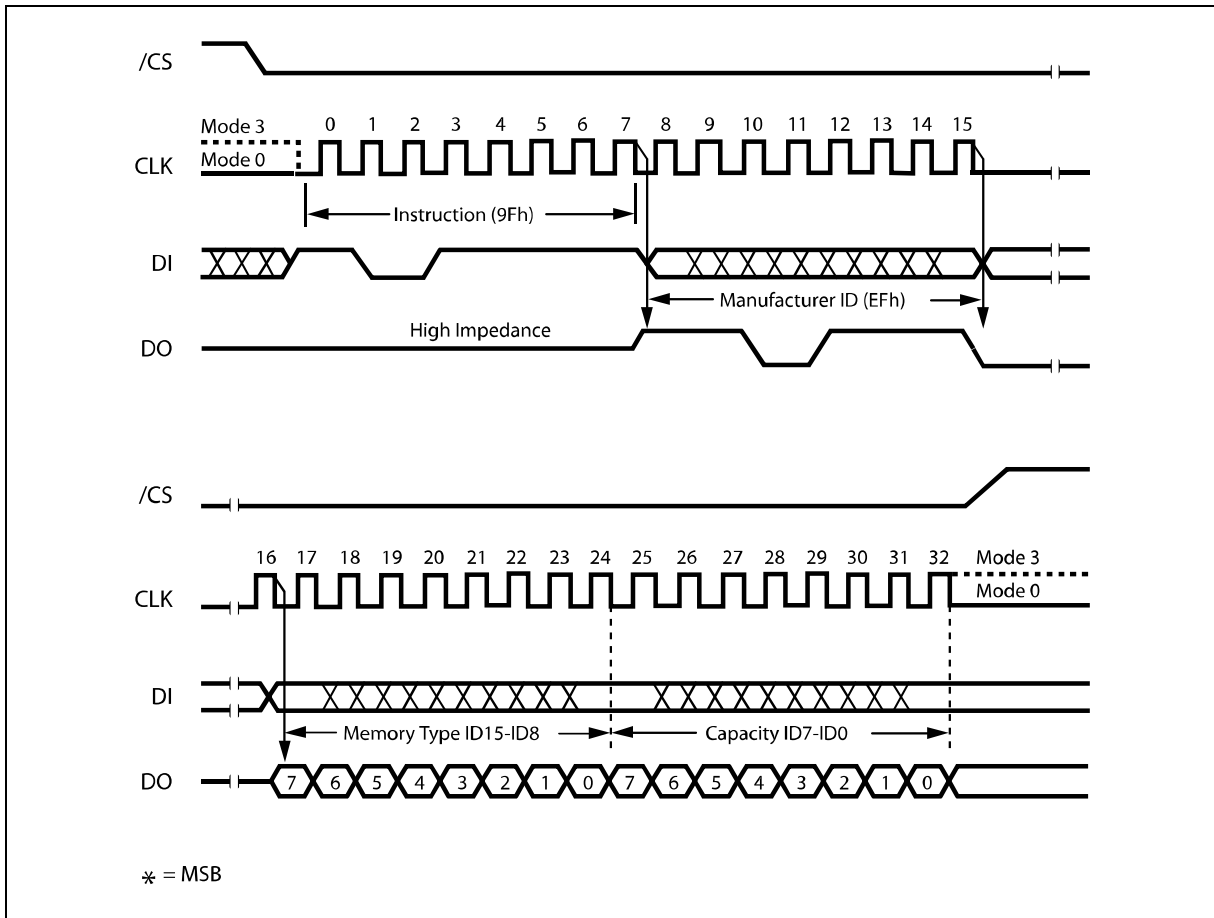 /CS
Mode 3
0 1 2 3 4 5 6 7 8 9 10 11 12 13 14 15
Mode 0
CLK
Instruction (9Fh)
DI
Manufacturer ID (EFh)
High Impedance
DO
/CS
16 17 18 19 20 21 22 23 24 25 26 27 28 29 30 31 32
Mode 3
CLK
Mode 0
DI
Memory Type ID15-ID8
Capacity ID7-ID0
DO
7 6 5 4 3 2 1 0 7 6 5 4 3 2 1 0
* = MSB